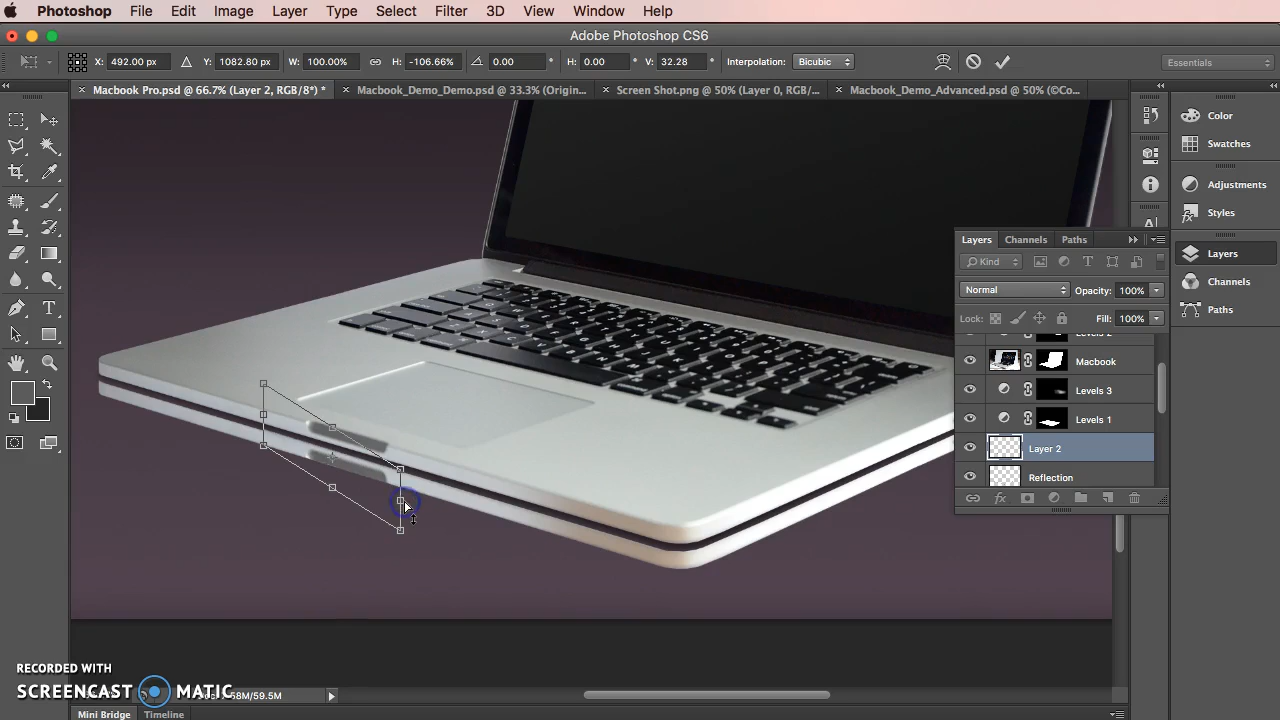 Photoshop File Edit Image Layer Type Select Filter 3D View Window Help
Adobe Photoshop CS6
X: 492.00 px Y: 1082.80 px W: 100.00% H: -106.66% 0.00 ° H: 0.00 ° V: 32.28 ° Interpolation: Bicubic Essentials
Macbook Pro.psd @ 66.7% (Layer 2, RGB/8*) * Macbook_Demo_Demo.psd @ 33.3% (Origin... Screen Shot.png @ 50% (Layer 0, RGB/... Macbook_Demo_Advanced.psd @ 50% (©Co...
Color
Swatches
Adjustments
Styles
Layers
Channels
Paths
Layers Channels Paths
Kind
Normal Opacity: 100%
Lock: Fill: 100%
Macbook
Levels 3
Levels 1
Layer 2
Reflection
RECORDED WITH
SCREENCAST MATIC
58M/59.5M
Mini Bridge Timeline